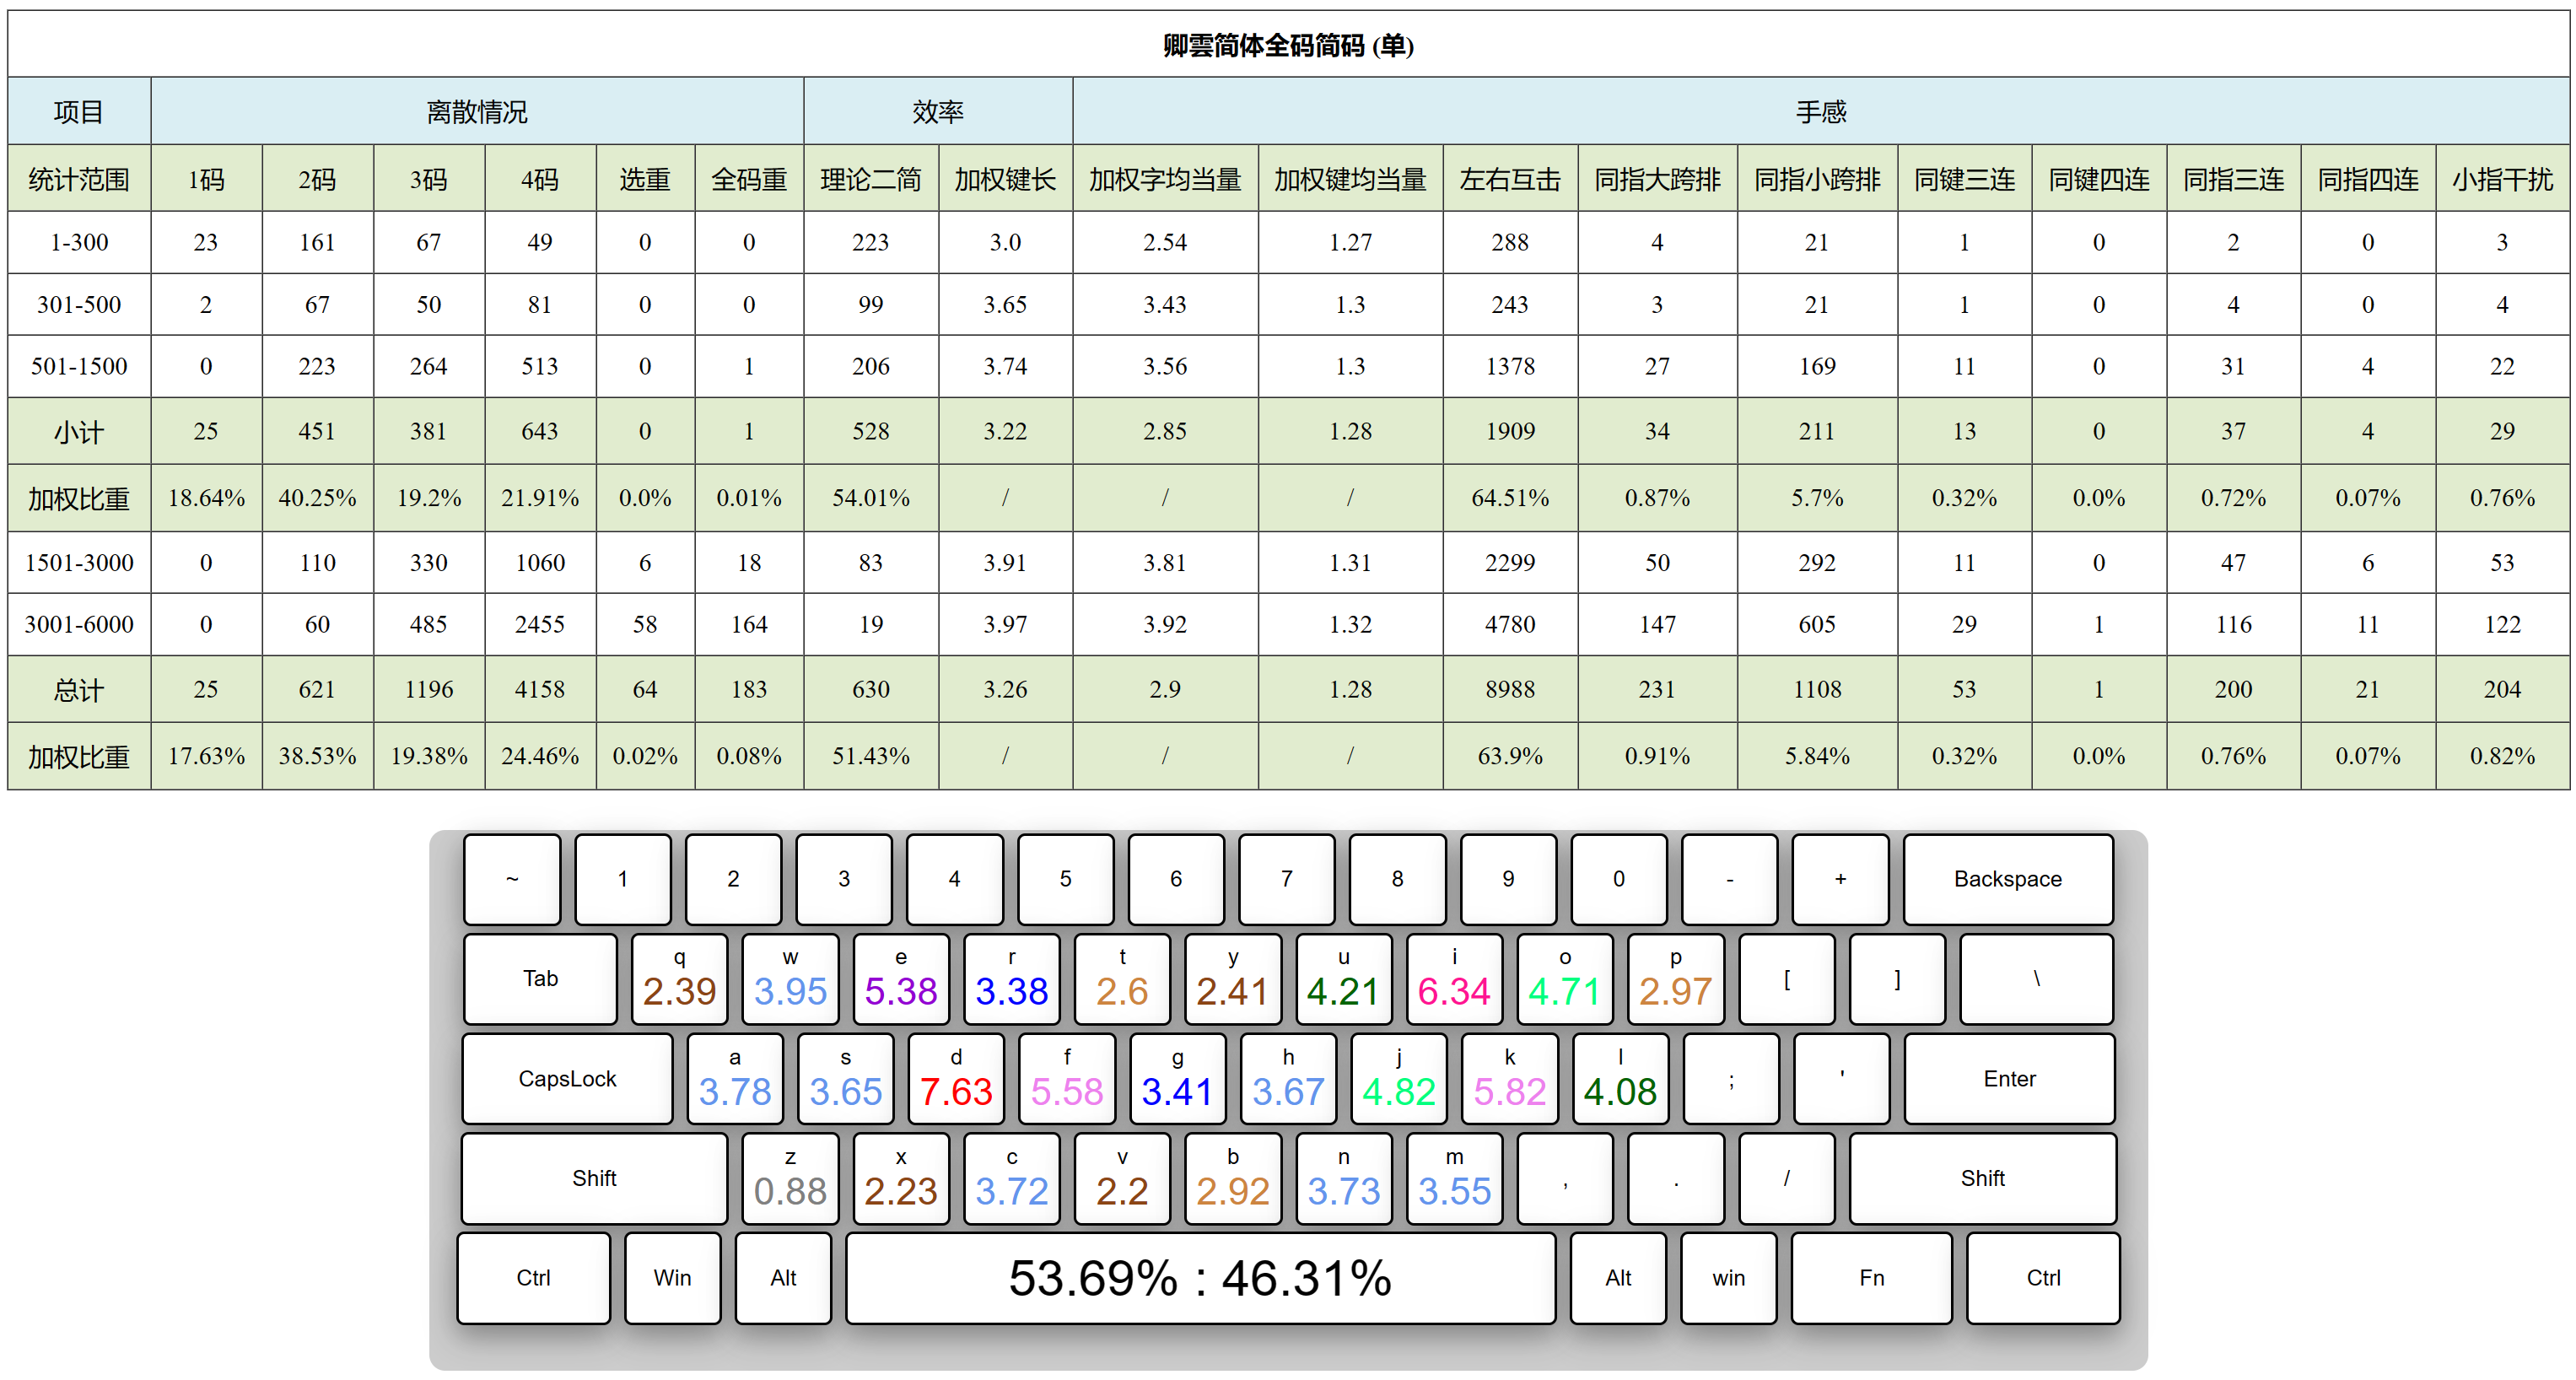 卿雲简体全码简码 (单)
项目 离散情况 效率 手感
统计范围 1码 2码 3码 4码 选重 全码重 理论二简 加权键长 加权字均当量 加权键均当量 左右互击 同指大跨排 同指小跨排 同键三连 同键四连 同指三连 同指四连 小指干扰
1-300 23 161 67 49 0 0 223 3.0 2.54 1.27 288 4 21 1 0 2 0 3
301-500 2 67 50 81 0 0 99 3.65 3.43 1.3 243 3 21 1 0 4 0 4
501-1500 0 223 264 513 0 1 206 3.74 3.56 1.3 1378 27 169 11 0 31 4 22
小计 25 451 381 643 0 1 528 3.22 2.85 1.28 1909 34 211 13 0 37 4 29
加权比重 18.64% 40.25% 19.2% 21.91% 0.0% 0.01% 54.01% / / / 64.51% 0.87% 5.7% 0.32% 0.0% 0.72% 0.07% 0.76%
1501-3000 0 110 330 1060 6 18 83 3.91 3.81 1.31 2299 50 292 11 0 47 6 53
3001-6000 0 60 485 2455 58 164 19 3.97 3.92 1.32 4780 147 605 29 1 116 11 122
总计 25 621 1196 4158 64 183 630 3.26 2.9 1.28 8988 231 1108 53 1 200 21 204
加权比重 17.63% 38.53% 19.38% 24.46% 0.02% 0.08% 51.43% / / / 63.9% 0.91% 5.84% 0.32% 0.0% 0.76% 0.07% 0.82%
~ 1 2 3 4 5 6 7 8 9 0 - + Backspace
q w e r t y u i o p
Tab 2.39 3.95 5.38 3.38 2.6 2.41 4.21 6.34 4.71 2.97 [ ] \
a s d f g h j k l
CapsLock 3.78 3.65 7.63 5.58 3.41 3.67 4.82 5.82 4.08 ; ' Enter
z x c v b n m
Shift 0.88 2.23 3.72 2.2 2.92 3.73 3.55 , . / Shift
Ctrl Win Alt 53.69% : 46.31% Alt win Fn Ctrl